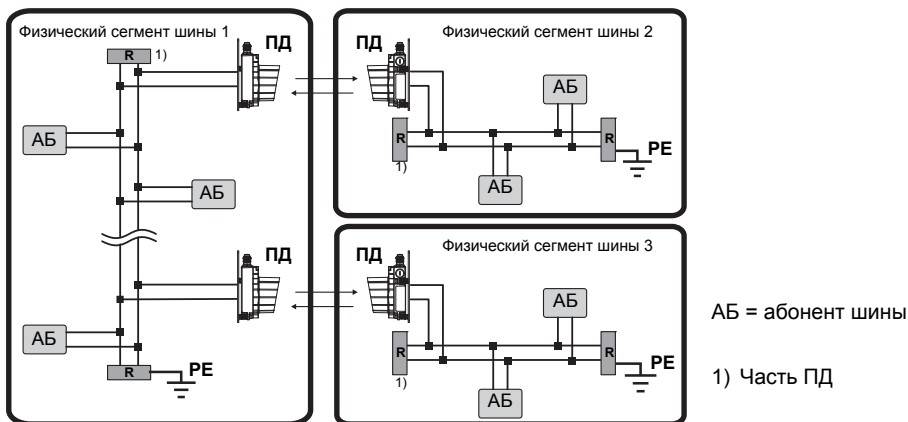 Физический сегмент шины 1
R 1)
ПД
АБ
АБ
ПД
АБ
R
PE
Физический сегмент шины 2
ПД
АБ
R
1)
R
PE
АБ
Физический сегмент шины 3
ПД
АБ
R
1)
R
PE
АБ
АБ = абонент шины
1) Часть ПД